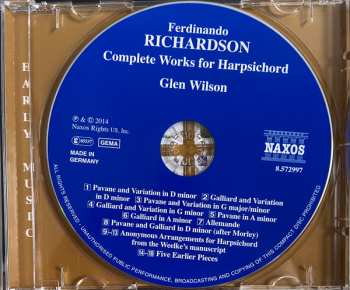 Ferdinando
RICHARDSON
Complete Works for Harpsichord
Glen Wilson
℗ & © 2014
Naxos Rights US, Inc.
GEMA
MADE IN
GERMANY
NAXOS
8.572997
1 Pavane and Variation in D minor 2 Galliard and Variation
in D minor 3 Pavane and Variation in G major/minor
4 Galliard and Variation in G minor 5 Pavane in A minor
6 Galliard in A minor 7 Allemande
8 Pavane and Galliard in D minor (after Morley)
9–13 Anonymous Arrangements for Harpsichord
from the Weelke's manuscript
14–18 Five Earlier Pieces
ALL RIGHTS RESERVED. UNAUTHORISED PUBLIC PERFORMANCE, BROADCASTING AND COPYING OF THIS COMPACT DISC PROHIBITED
EARLY MUSIC